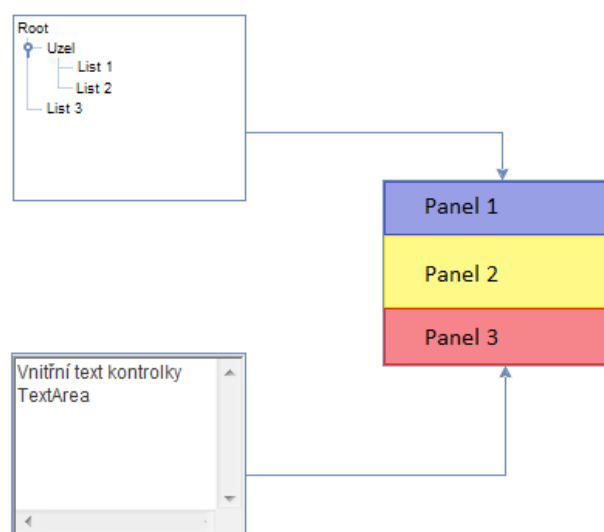 Root
Uzel
List 1
List 2
List 3
Panel 1
Panel 2
Panel 3
Vnitřní text kontrolky
TextArea